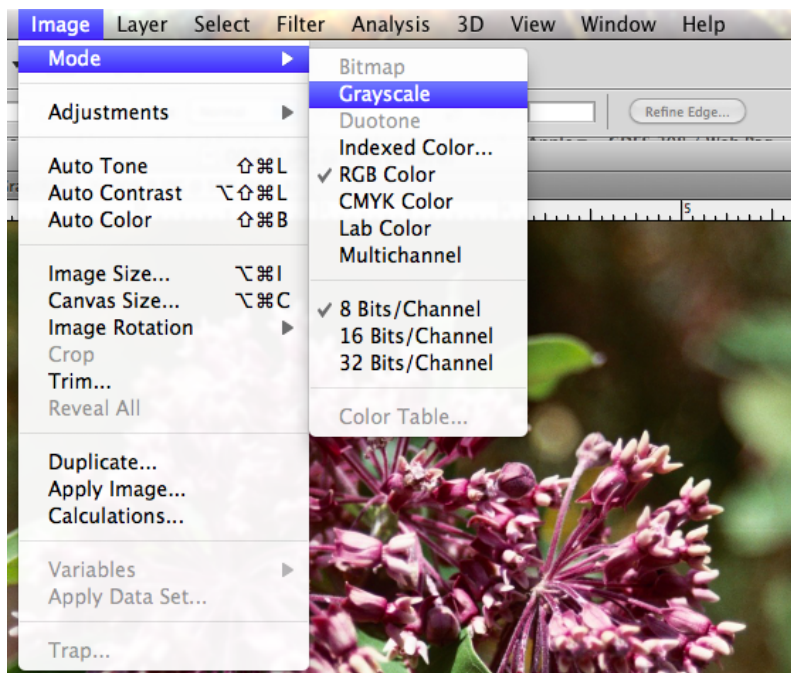 Image Layer Select Filter Analysis 3D View Window Help
Mode
Adjustments
Auto Tone ⇧⌘L
Auto Contrast ⌥⇧⌘L
Auto Color ⇧⌘B
Image Size... ⌥⌘I
Canvas Size... ⌥⌘C
Image Rotation
Crop
Trim...
Reveal All
Duplicate...
Apply Image...
Calculations...
Variables
Apply Data Set...
Trap...
Bitmap
Grayscale
Duotone
Indexed Color...
✓ RGB Color
CMYK Color
Lab Color
Multichannel
✓ 8 Bits/Channel
16 Bits/Channel
32 Bits/Channel
Color Table...
Refine Edge...
5